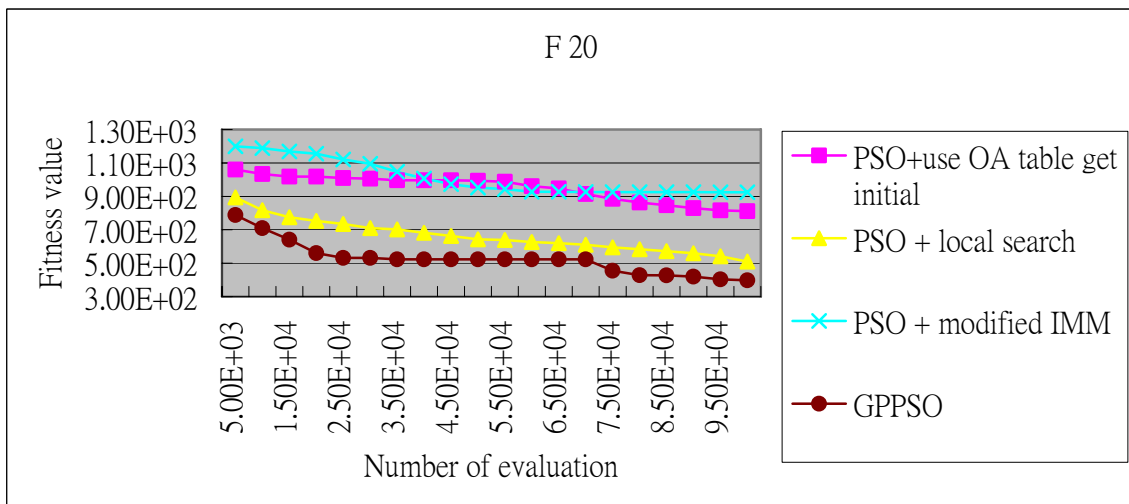 F 20
Fitness value
1.30E+03
1.10E+03
9.00E+02
7.00E+02
5.00E+02
3.00E+02
5.00E+03
1.50E+04
2.50E+04
3.50E+04
4.50E+04
5.50E+04
6.50E+04
7.50E+04
8.50E+04
9.50E+04
Number of evaluation
PSO+use OA table get
initial
PSO + local search
PSO + modified IMM
GPPSO